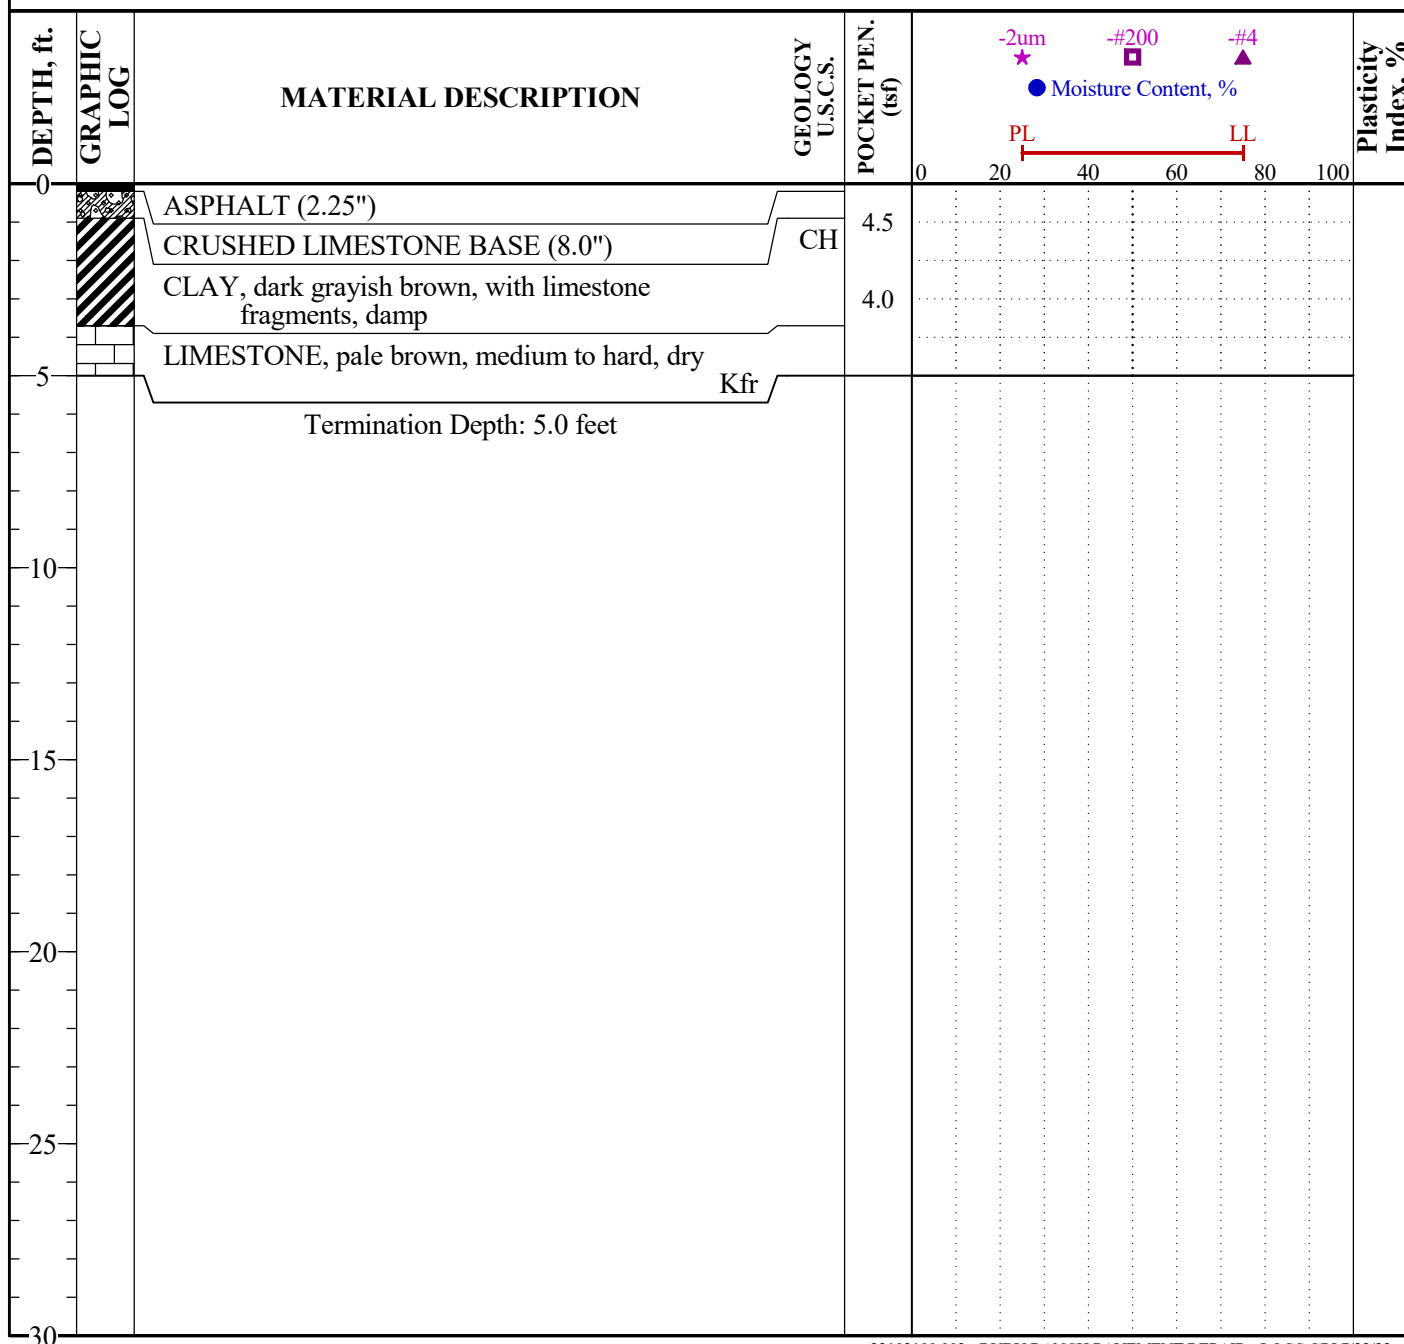 DEPTH, ft.
GRAPHIC
LOG
MATERIAL DESCRIPTION
GEOLOGY
U.S.C.S.
POCKET PEN.
(tsf)
-2um -#200 -#4
Moisture Content, %
PL LL
0 20 40 60 80 100
Plasticity
Index, %
0
ASPHALT (2.25")
4.5
CRUSHED LIMESTONE BASE (8.0")
CH
CLAY, dark grayish brown, with limestone
fragments, damp
4.0
LIMESTONE, pale brown, medium to hard, dry
5
Kfr
Termination Depth: 5.0 feet
10
15
20
25
30